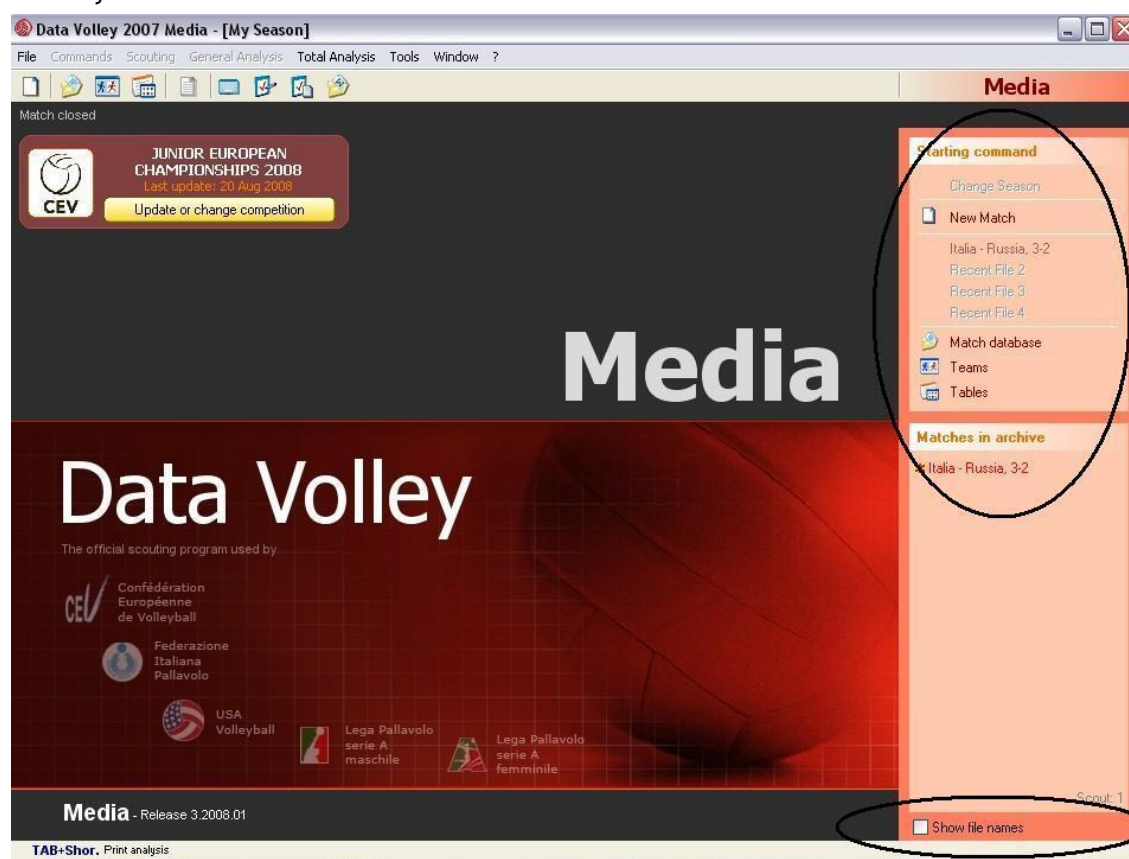 Data Volley 2007 Media - [My Season]
File Commands Scouting General Analysis Total Analysis Tools Window ?
Media
Match closed
JUNIOR EUROPEAN
CHAMPIONSHIPS 2008
Last update: 20 Aug 2008
CEV
Update or change competition
Starting command
Change Season
New Match
Italia - Russia, 3-2
Recent File 2
Recent File 3
Recent File 4
Match database
Teams
Tables
Matches in archive
Italia - Russia, 3-2
Media
Data Volley
The official scouting program used by
CEV
Confédération
Européenne
de Volleyball
Federazione
Italiana
Pallavolo
USA
Volleyball
Lega Pallavolo
serie A
maschile
Lega Pallavolo
serie A
femminile
Scout: 1
Show file names
Media - Release 3.2008.01
TAB+Shor. Print analysis